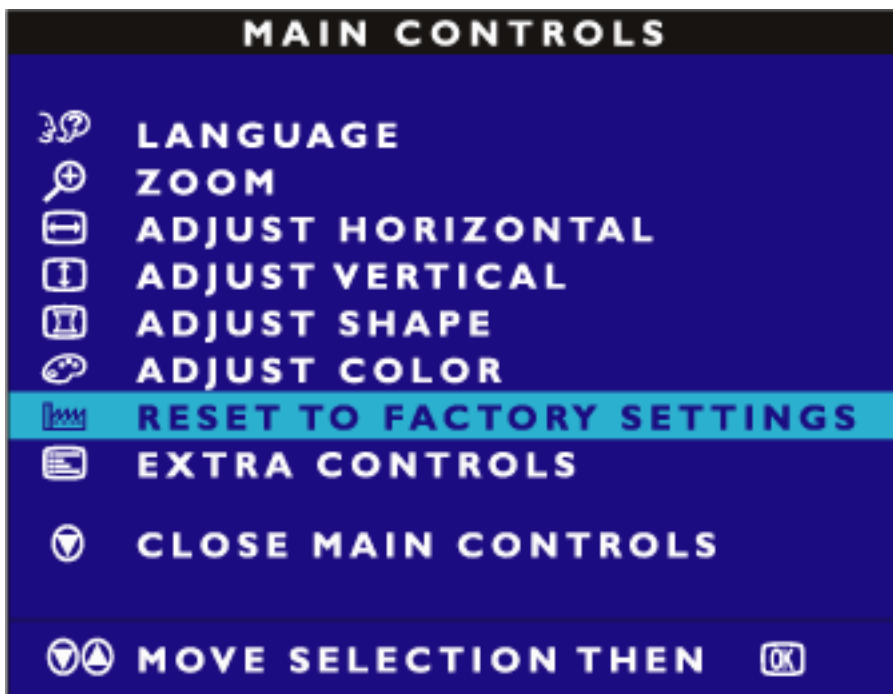 MAIN CONTROLS
LANGUAGE
ZOOM
ADJUST HORIZONTAL
ADJUST VERTICAL
ADJUST SHAPE
ADJUST COLOR
RESET TO FACTORY SETTINGS
EXTRA CONTROLS
CLOSE MAIN CONTROLS
MOVE SELECTION THEN OK